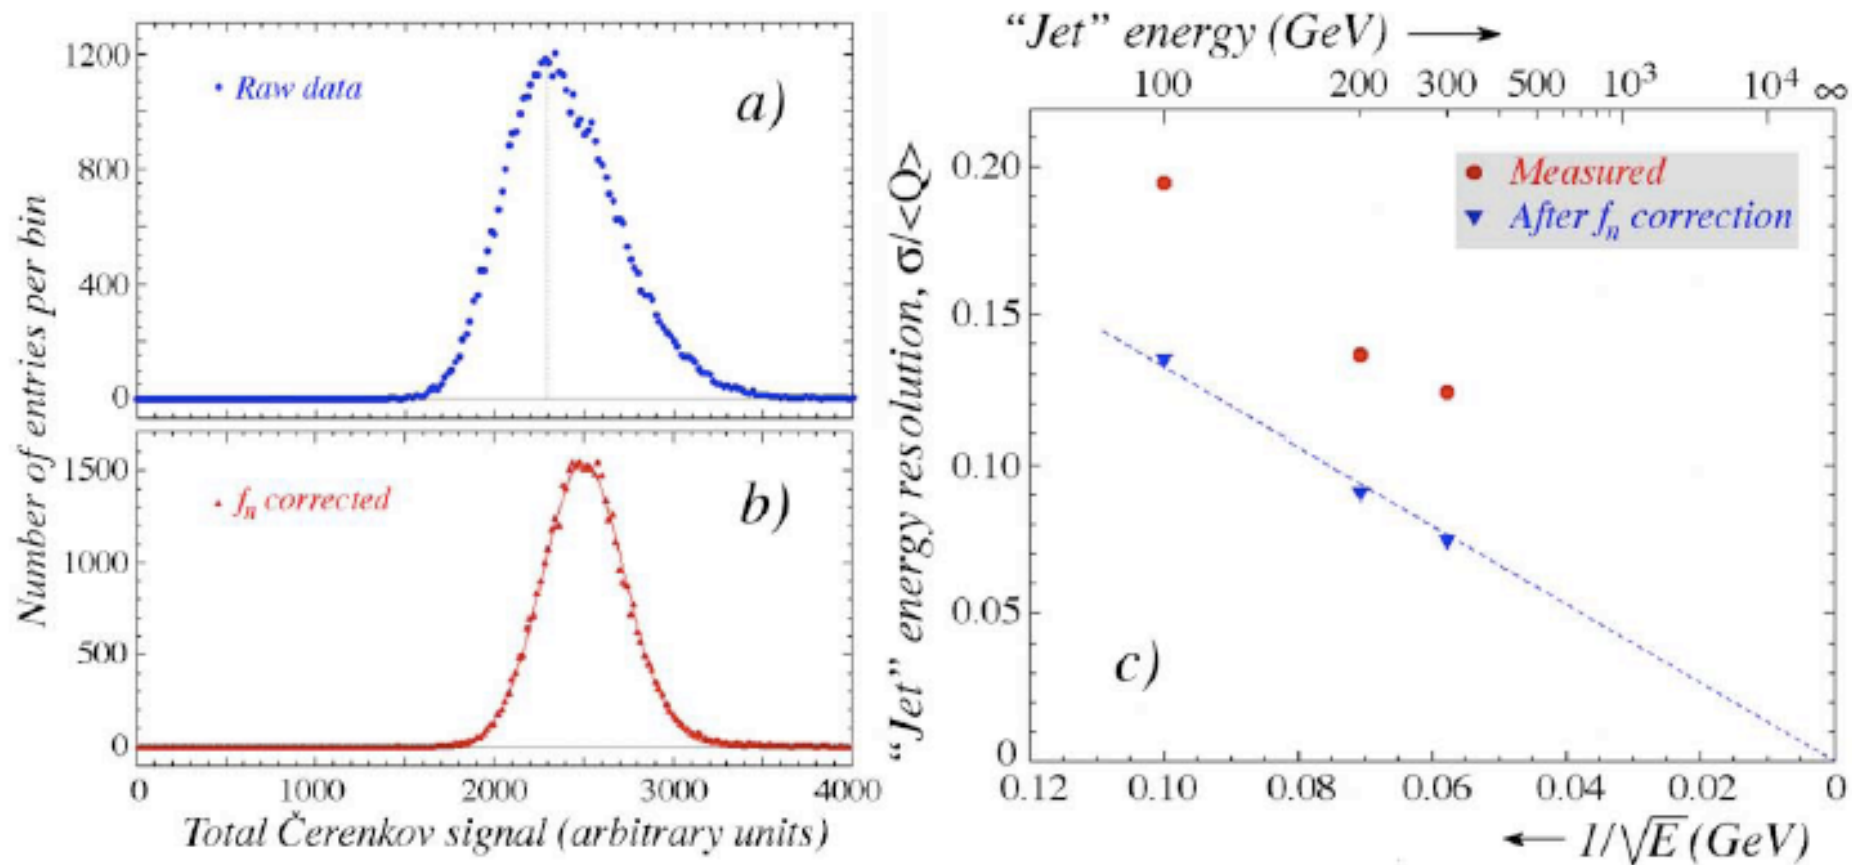 Number of entries per bin
1200
800
400
0
Raw data
a)
1500
1000
500
0
fn corrected
b)
0 1000 2000 3000 4000
Total Čerenkov signal (arbitrary units)
“Jet” energy (GeV) →
100 200 300 500 10³ 10⁴ ∞
“Jet” energy resolution, σ/<Q>
0.20
0.15
0.10
0.05
0
Measured
After fn correction
c)
0.12 0.10 0.08 0.06 0.04 0.02 0
← 1/√E (GeV)